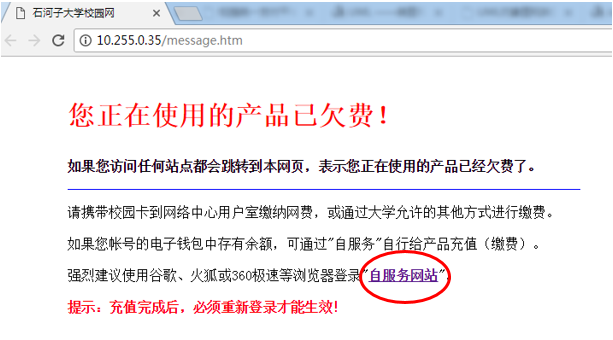 石河子大学校园网
10.255.0.35/message.htm
您正在使用的产品已欠费！
如果您访问任何站点都会跳转到本网页，表示您正在使用的产品已经欠费了。
请携带校园卡到网络中心用户室缴纳网费，或通过大学允许的其他方式进行缴费。
如果您帐号的电子钱包中存有余额，可通过"自服务"自行给产品充值（缴费）。
强烈建议使用谷歌、火狐或360极速等浏览器登录"自服务网站"
提示：充值完成后，必须重新登录才能生效！